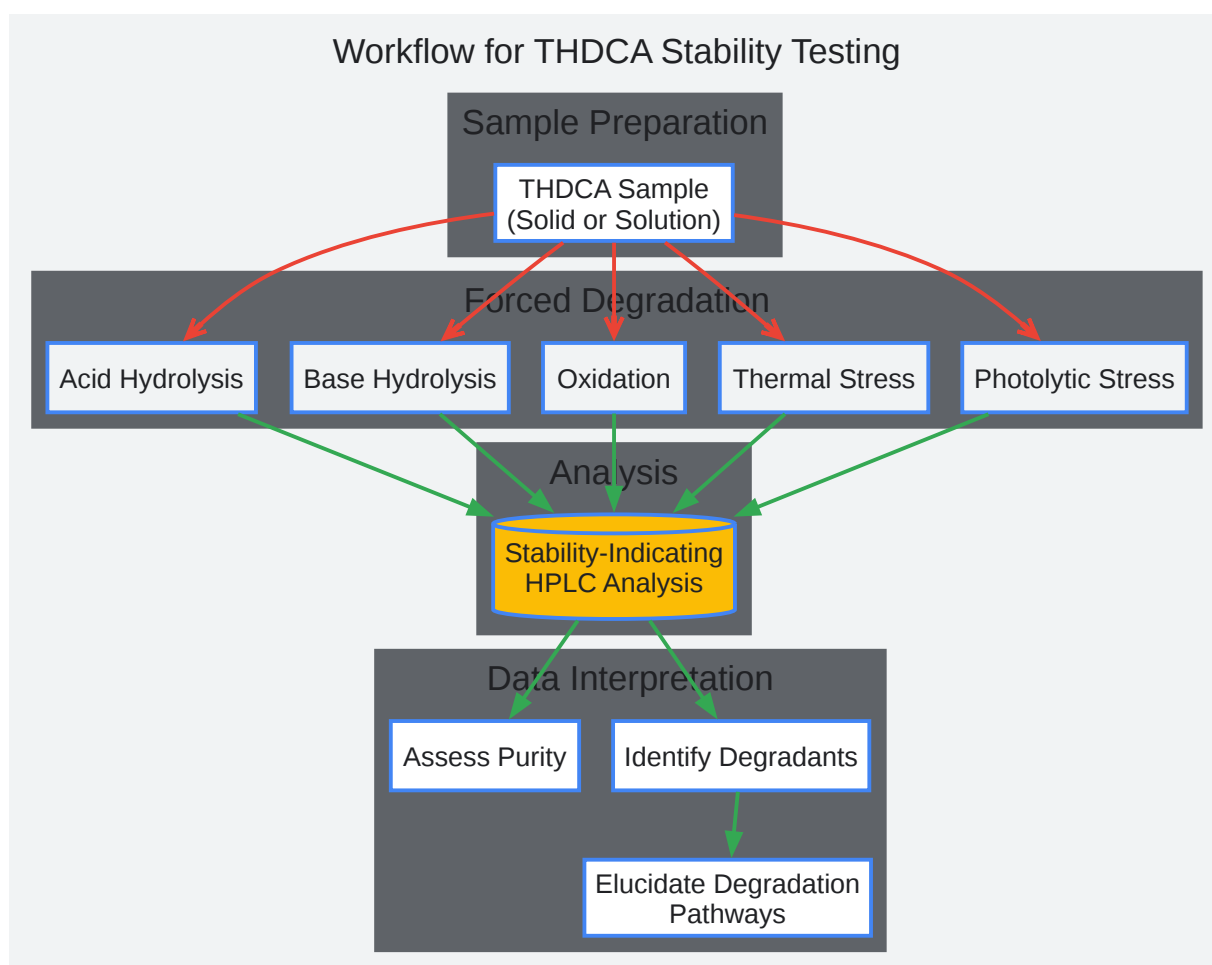 Workflow for THDCA Stability Testing
Sample Preparation
THDCA Sample
(Solid or Solution)
Forced Degradation
Acid Hydrolysis
Base Hydrolysis
Oxidation
Thermal Stress
Photolytic Stress
Analysis
Stability-Indicating
HPLC Analysis
Data Interpretation
Assess Purity
Identify Degradants
Elucidate Degradation
Pathways